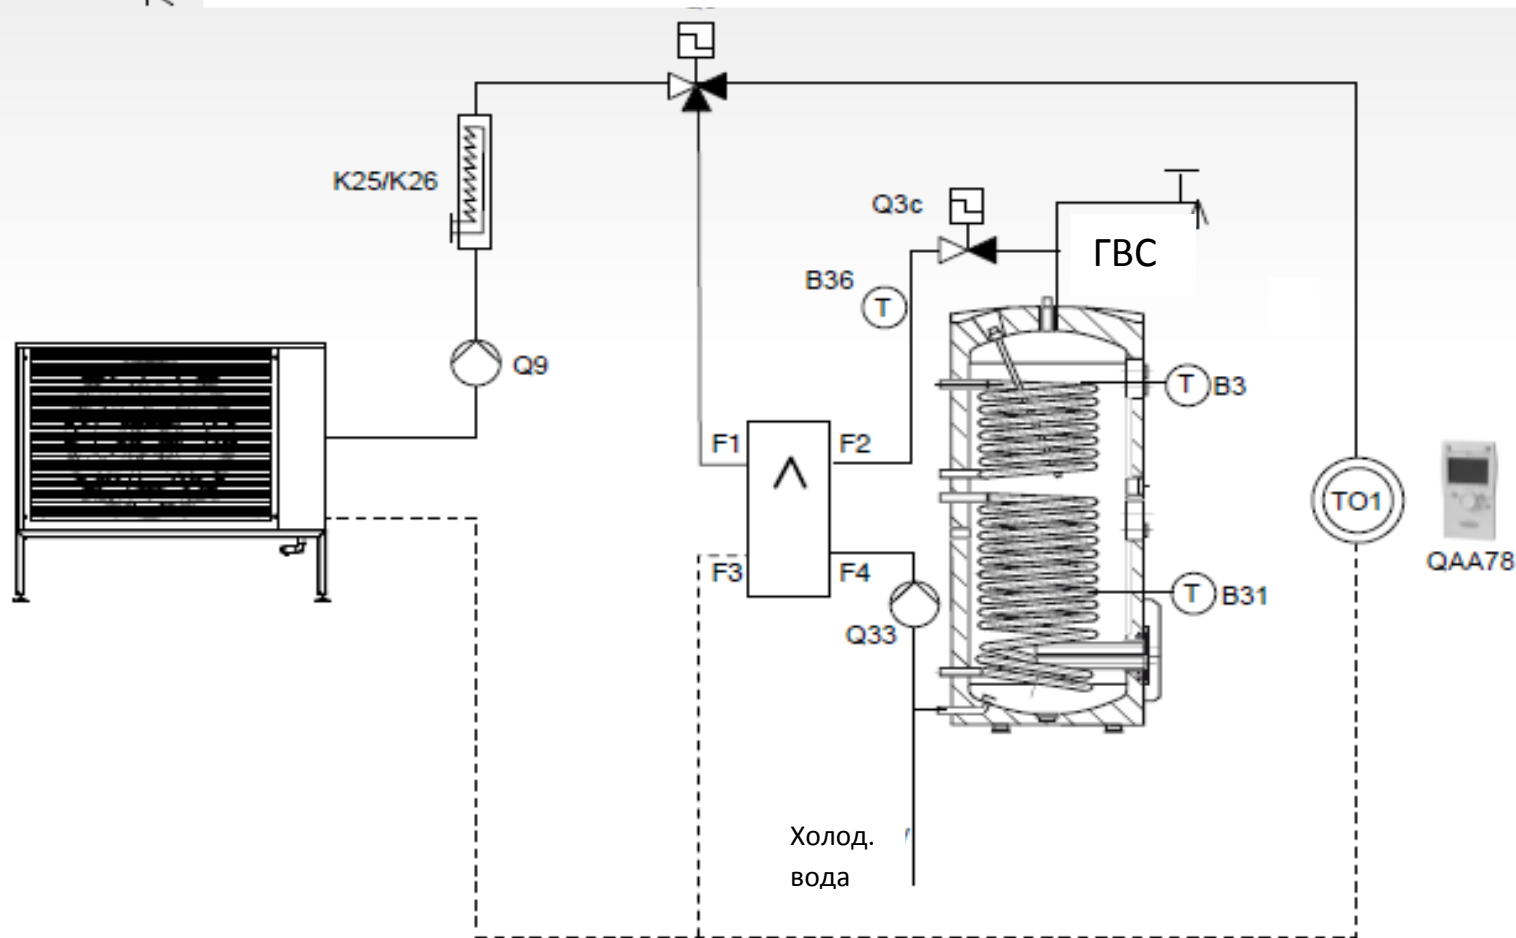 K25/K26
Q3c
ГВС
B36
T
Q9
T B3
F1
F2
TO1
QAA78
F3
F4
T B31
Q33
Холод.
вода